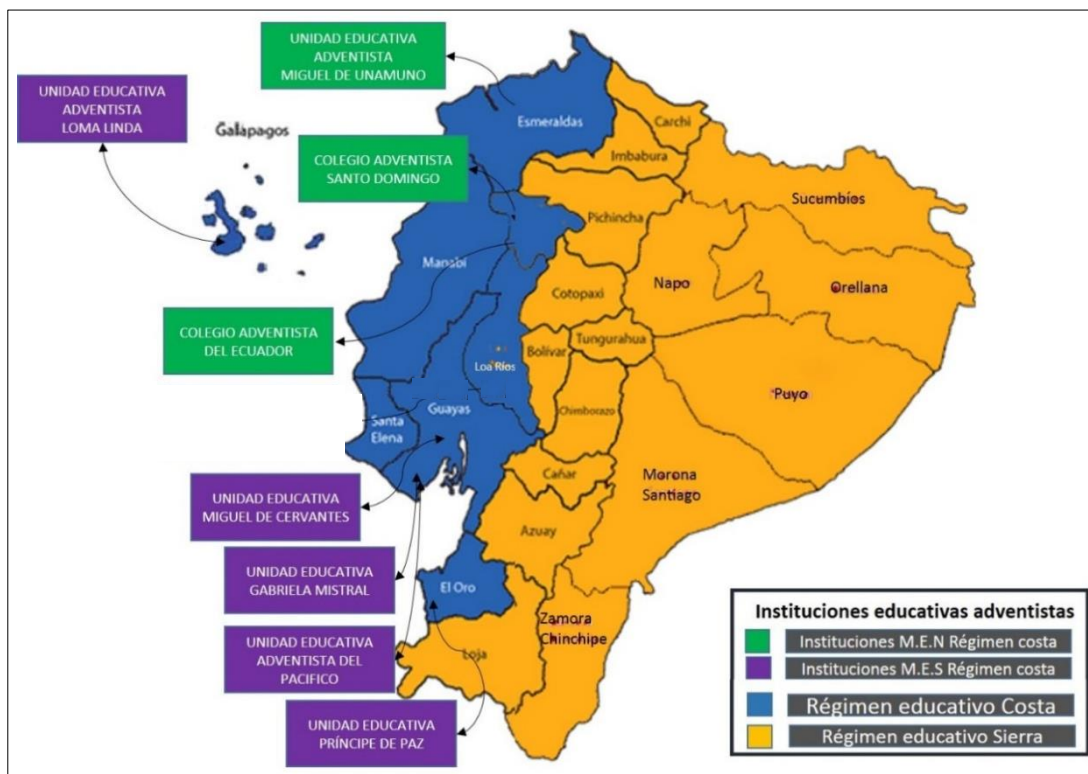 UNIDAD EDUCATIVA
ADVENTISTA
MIGUEL DE UNAMUNO
UNIDAD EDUCATIVA
ADVENTISTA
LOMA LINDA
Galápagos
COLEGIO ADVENTISTA
SANTO DOMINGO
COLEGIO ADVENTISTA
DEL ECUADOR
Esmeraldas
Carchi
Imbabura
Sucumbíos
Pichincha
Manabí
Napo
Orellana
Cotopaxi
Tungurahua
Bolívar
Loa Ríos
Puyo
Guayas
Chimborazo
Santa
Elena
Cañar
Morona
Santiago
Azuay
El Oro
Zamora
Chinchipe
Loja
UNIDAD EDUCATIVA
MIGUEL DE CERVANTES
UNIDAD EDUCATIVA
GABRIELA MISTRAL
UNIDAD EDUCATIVA
ADVENTISTA DEL
PACIFICO
UNIDAD EDUCATIVA
PRÍNCIPE DE PAZ
Instituciones educativas adventistas
Instituciones M.E.N Régimen costa
Instituciones M.E.S Régimen costa
Régimen educativo Costa
Régimen educativo Sierra